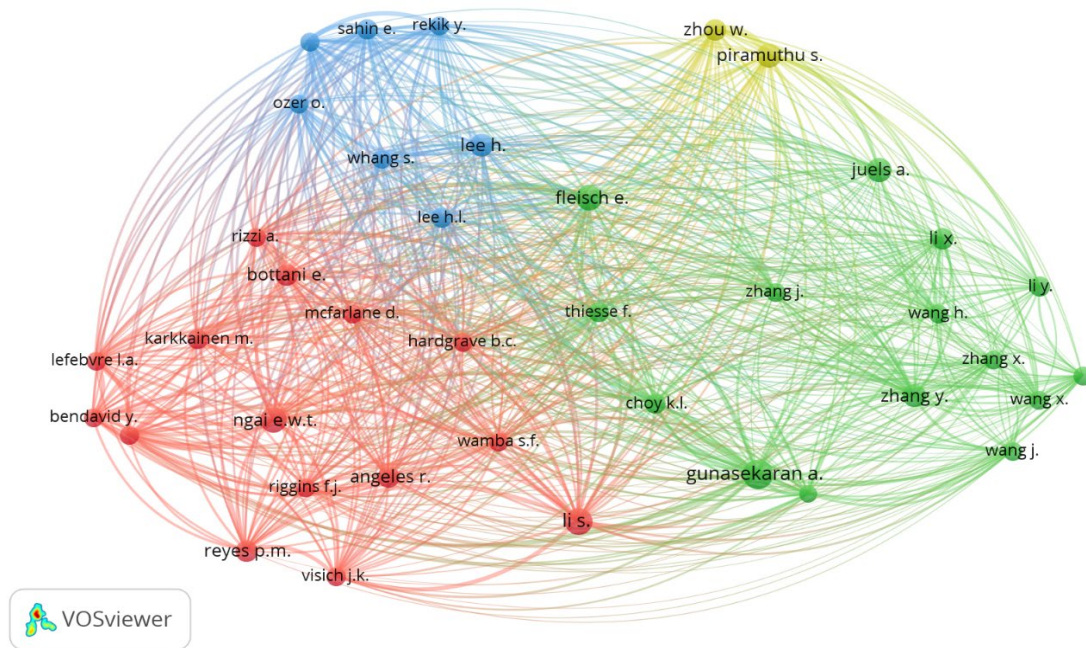 sahin e.
rekik y.
zhou w.
piramuthu s.
ozer o.
whang s.
lee h.
juels a.
fleisch e.
lee h.l.
rizzi a.
li x.
bottani e.
zhang j.
li y.
mcfarlane d.
thiesse f.
wang h.
karkkainen m.
hardgrave b.c.
lefebvre l.a.
zhang x.
choy k.l.
zhang y.
wang x.
bendavid y.
ngai e.w.t.
wamba s.f.
wang j.
riggins f.j.
angeles r.
gunasekaran a.
li s.
reyes p.m.
visich j.k.
VOSviewer